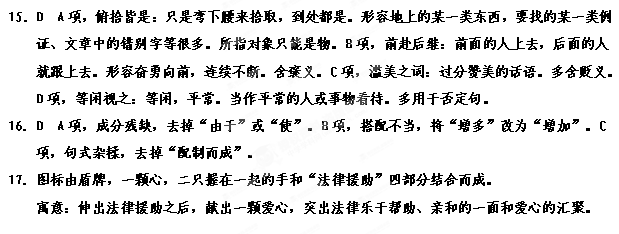 15．D　A项，俯拾皆是：只是弯下腰来拾取，到处都是。形容地上的某一类东西，要找的某一类例
证、文章中的错别字等很多。所指对象只能是物。B项，前赴后继：前面的人上去，后面的人
就跟上去。形容奋勇向前，连续不断。含褒义。C项，溢美之词：过分赞美的话语。多含贬义。
D项，等闲视之：等闲，平常。当作平常的人或事物看待。多用于否定句。
16．D　A项，成分残缺，去掉“由于”或“使”。B项，搭配不当，将“增多”改为“增加”。C
项，句式杂糅，去掉“配制而成”。
17．图标由盾牌，一颗心，二只握在一起的手和“法律援助”四部分结合而成。
寓意：伸出法律援助之后，献出一颗爱心，突出法律乐于帮助、亲和的一面和爱心的汇聚。